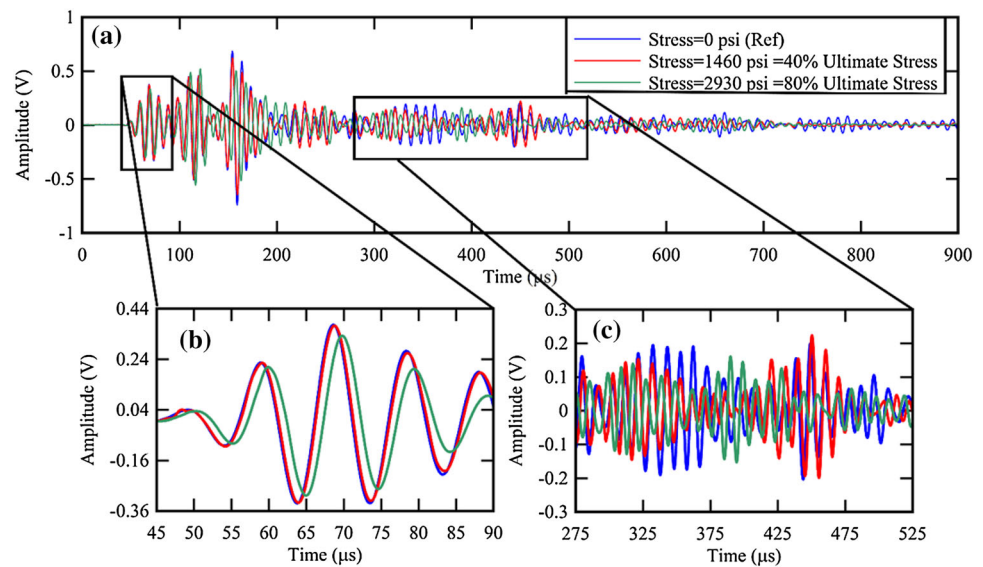 (a)
Stress=0 psi (Ref)
Stress=1460 psi =40% Ultimate Stress
Stress=2930 psi =80% Ultimate Stress
1
0.5
0
-0.5
-1
Amplitude (V)
0 100 200 300 400 500 600 700 800 900
Time (μs)
(b)
0.44
0.24
0.04
-0.16
-0.36
Amplitude (V)
45 50 55 60 65 70 75 80 85 90
Time (μs)
(c)
0.3
0.2
0.1
0
-0.1
-0.2
-0.3
Amplitude (V)
275 325 375 425 475 525
Time (μs)